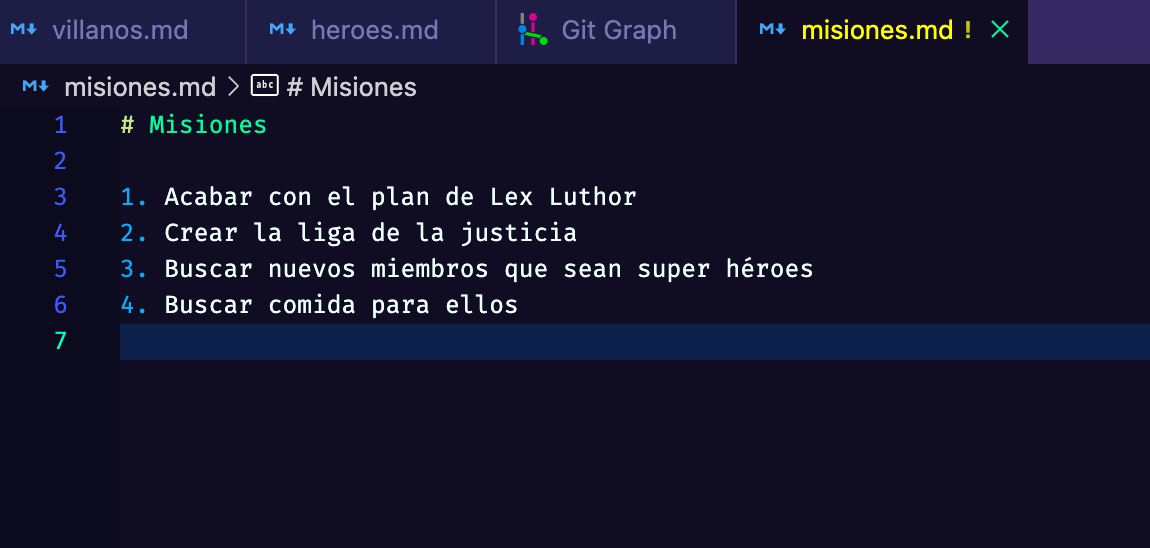 villanos.md
heroes.md
Git Graph
misiones.md !
misiones.md > abc # Misiones
1 # Misiones
2
3 1. Acabar con el plan de Lex Luthor
4 2. Crear la liga de la justicia
5 3. Buscar nuevos miembros que sean super héroes
6 4. Buscar comida para ellos
7